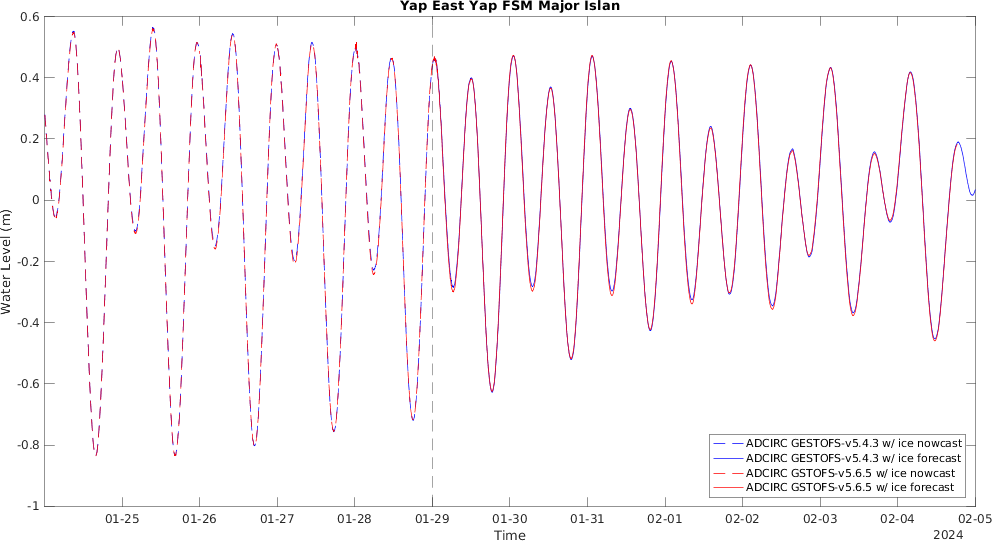 Yap East Yap FSM Major Islan
0.6
0.4
0.2
0
-0.2
-0.4
-0.6
-0.8
-1
Water Level (m)
ADCIRC GESTOFS-v5.4.3 w/ ice nowcast
ADCIRC GESTOFS-v5.4.3 w/ ice forecast
ADCIRC GSTOFS-v5.6.5 w/ ice nowcast
ADCIRC GSTOFS-v5.6.5 w/ ice forecast
01-25 01-26 01-27 01-28 01-29 01-30 01-31 02-01 02-02 02-03 02-04 02-05
Time
2024